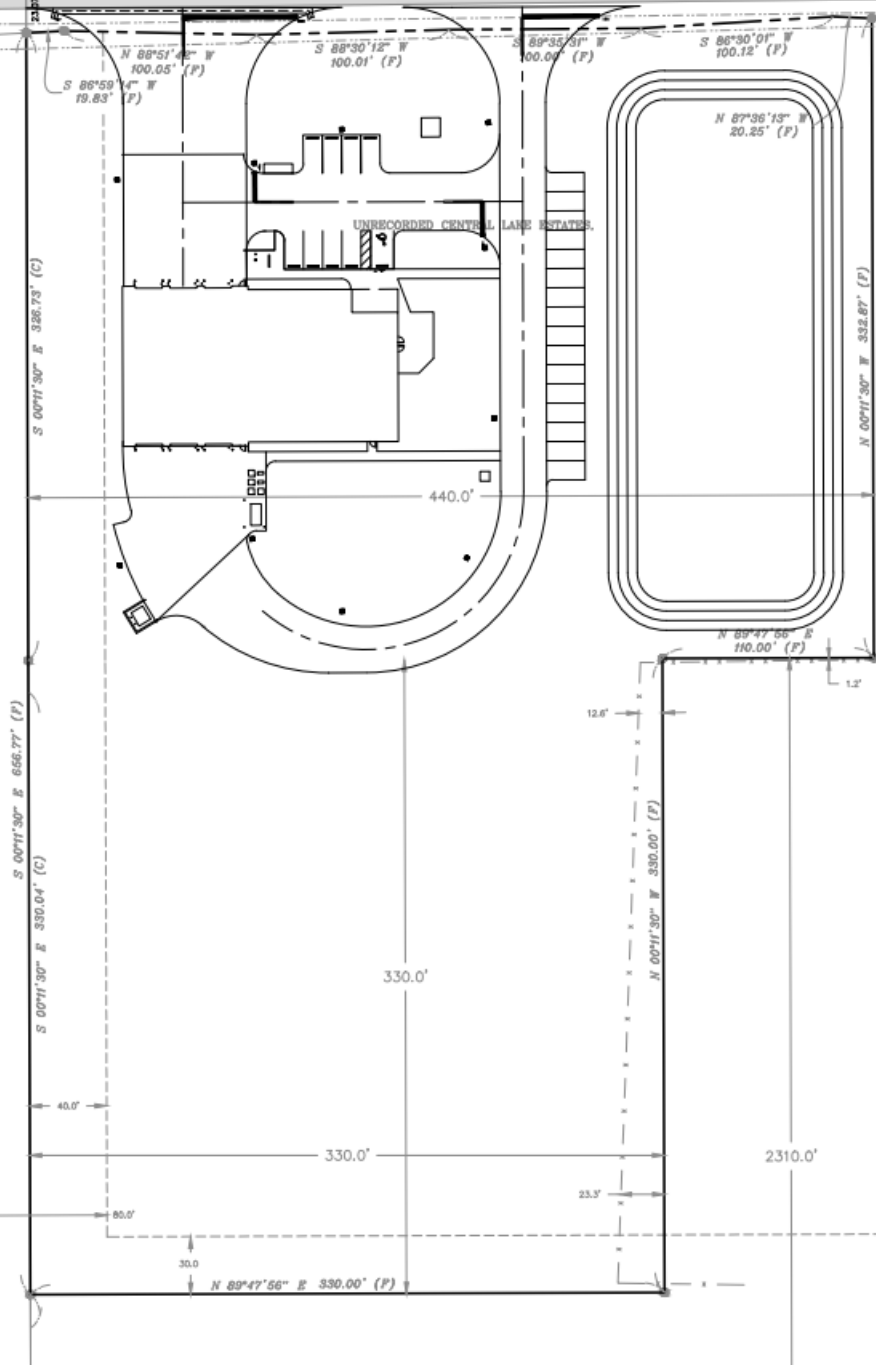 N 88°51'42" W
100.05' (F)
S 88°30'12" W
100.01' (F)
S 89°35'31" W
100.00' (F)
S 86°30'01" W
100.12' (F)
S 86°59'14" W
19.83' (F)
N 87°36'13" W
20.25' (F)
UNRECORDED CENTRAL LAKE ESTATES,
S 00°11'30" E 326.73' (C)
N 00°11'30" W 332.87' (F)
440.0'
N 89°47'56" E
110.00' (F)
1.2'
12.6'
S 00°11'30" E 656.77' (F)
S 00°11'30" E 330.04' (C)
N 00°11'30" W 330.00' (F)
330.0'
40.0'
330.0'
2310.0'
23.3'
80.0'
30.0
N 89°47'56" E 330.00' (F)